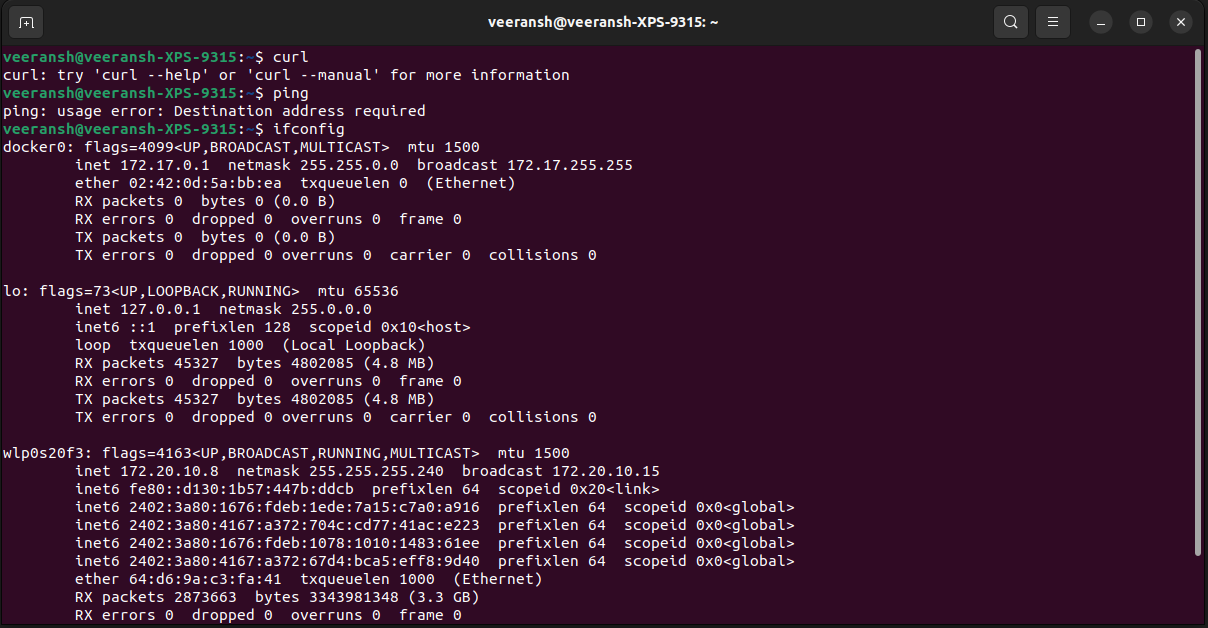 veeransh@veeransh-XPS-9315: ~
veeransh@veeransh-XPS-9315:~$ curl
curl: try 'curl --help' or 'curl --manual' for more information
veeransh@veeransh-XPS-9315:~$ ping
ping: usage error: Destination address required
veeransh@veeransh-XPS-9315:~$ ifconfig
docker0: flags=4099<UP,BROADCAST,MULTICAST>  mtu 1500
        inet 172.17.0.1  netmask 255.255.0.0  broadcast 172.17.255.255
        ether 02:42:0d:5a:bb:ea  txqueuelen 0  (Ethernet)
        RX packets 0  bytes 0 (0.0 B)
        RX errors 0  dropped 0  overruns 0  frame 0
        TX packets 0  bytes 0 (0.0 B)
        TX errors 0  dropped 0 overruns 0  carrier 0  collisions 0

lo: flags=73<UP,LOOPBACK,RUNNING>  mtu 65536
        inet 127.0.0.1  netmask 255.0.0.0
        inet6 ::1  prefixlen 128  scopeid 0x10<host>
        loop  txqueuelen 1000  (Local Loopback)
        RX packets 45327  bytes 4802085 (4.8 MB)
        RX errors 0  dropped 0  overruns 0  frame 0
        TX packets 45327  bytes 4802085 (4.8 MB)
        TX errors 0  dropped 0 overruns 0  carrier 0  collisions 0

wlp0s20f3: flags=4163<UP,BROADCAST,RUNNING,MULTICAST>  mtu 1500
        inet 172.20.10.8  netmask 255.255.255.240  broadcast 172.20.10.15
        inet6 fe80::d130:1b57:447b:ddcb  prefixlen 64  scopeid 0x20<link>
        inet6 2402:3a80:1676:fdeb:1ede:7a15:c7a0:a916  prefixlen 64  scopeid 0x0<global>
        inet6 2402:3a80:4167:a372:704c:cd77:41ac:e223  prefixlen 64  scopeid 0x0<global>
        inet6 2402:3a80:1676:fdeb:1078:1010:1483:61ee  prefixlen 64  scopeid 0x0<global>
        inet6 2402:3a80:4167:a372:67d4:bca5:eff8:9d40  prefixlen 64  scopeid 0x0<global>
        ether 64:d6:9a:c3:fa:41  txqueuelen 1000  (Ethernet)
        RX packets 2873663  bytes 3343981348 (3.3 GB)
        RX errors 0  dropped 0  overruns 0  frame 0